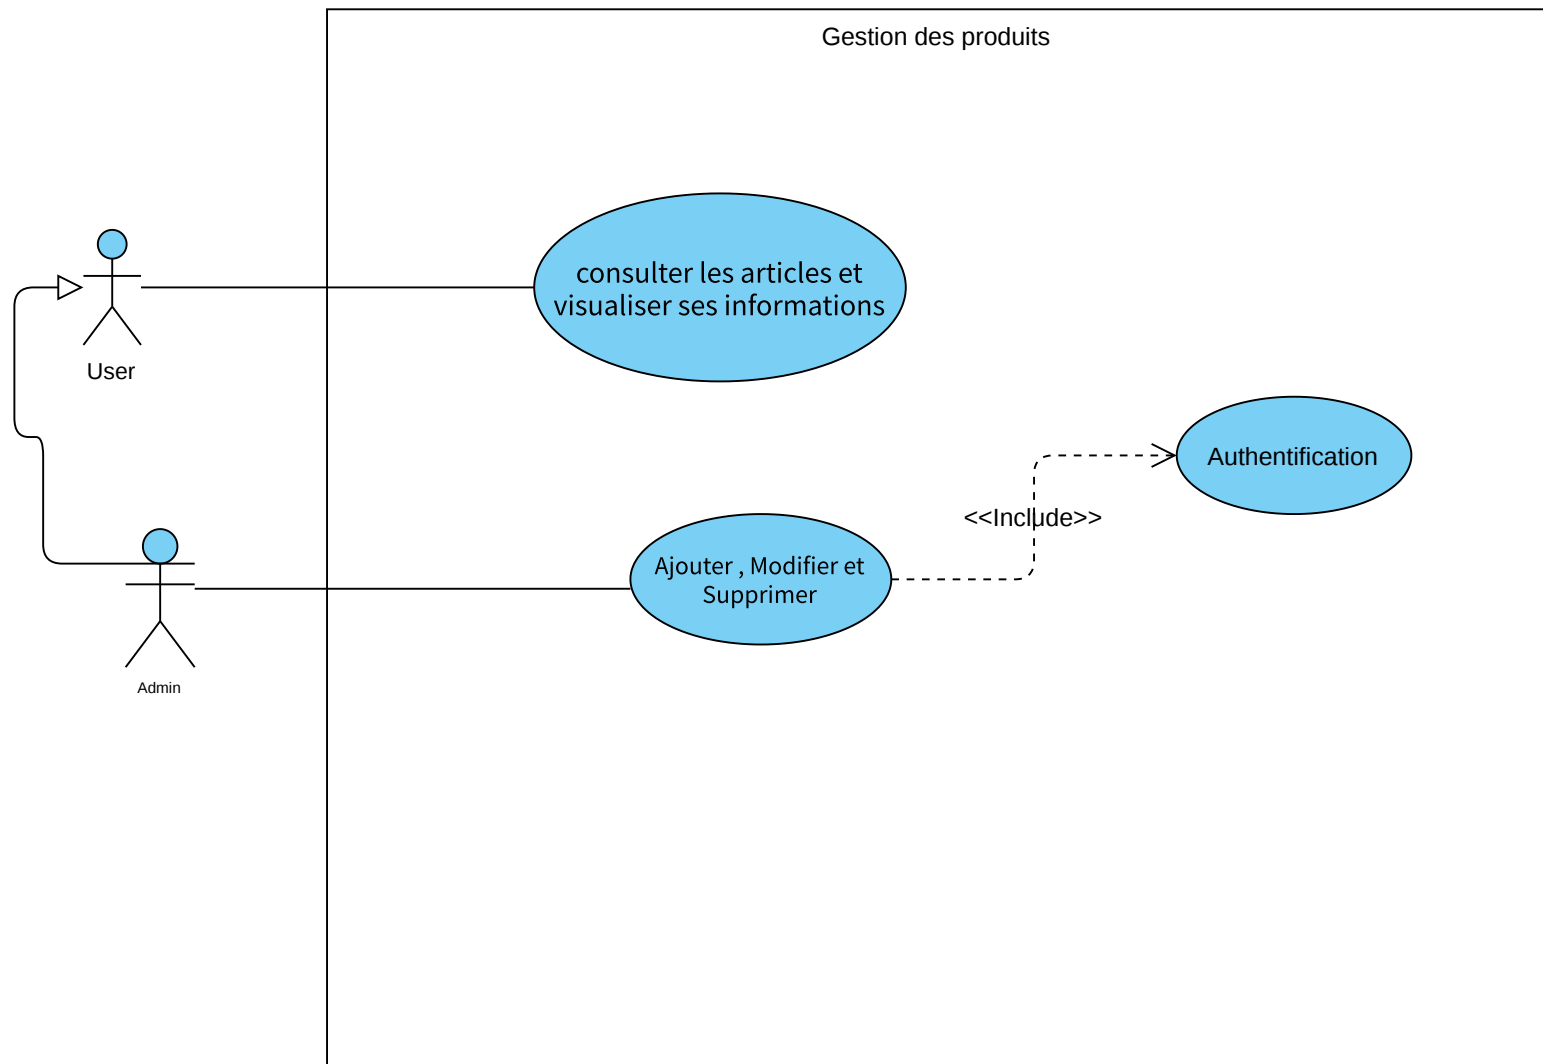 Gestion des produits
consulter les articles et
visualiser ses informations
User
Authentification
<<Include>>
Ajouter , Modifier et
Supprimer
Admin